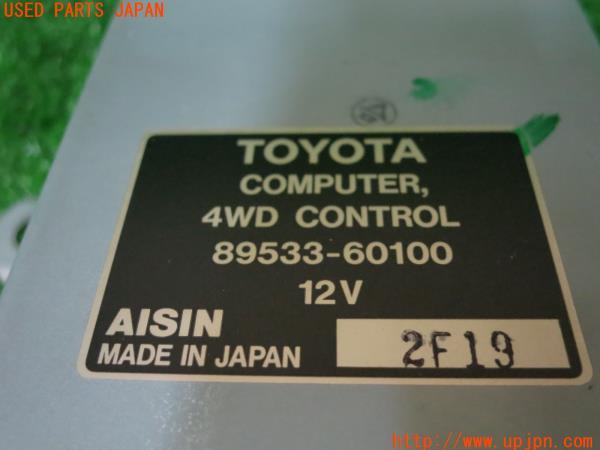 USED PARTS JAPAN
TOYOTA
COMPUTER,
4WD CONTROL
89533-60100
12V
AISIN
MADE IN JAPAN
2F19
http://www.upjpn.com/